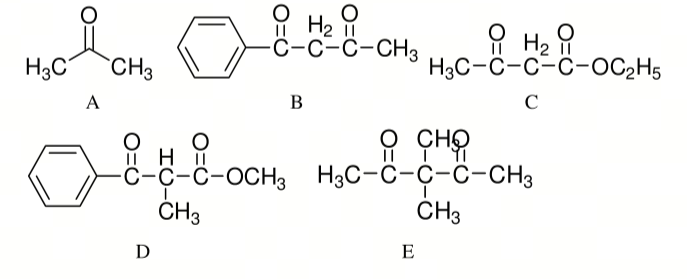 O
H3C CH3
A
O H2 O
C-C-C-CH3
B
O H2 O
H3C-C-C-C-OC2H5
C
O H O
C-C-C-OCH3
CH3
D
O CH3 O
H3C-C-C-C-CH3
CH3
E